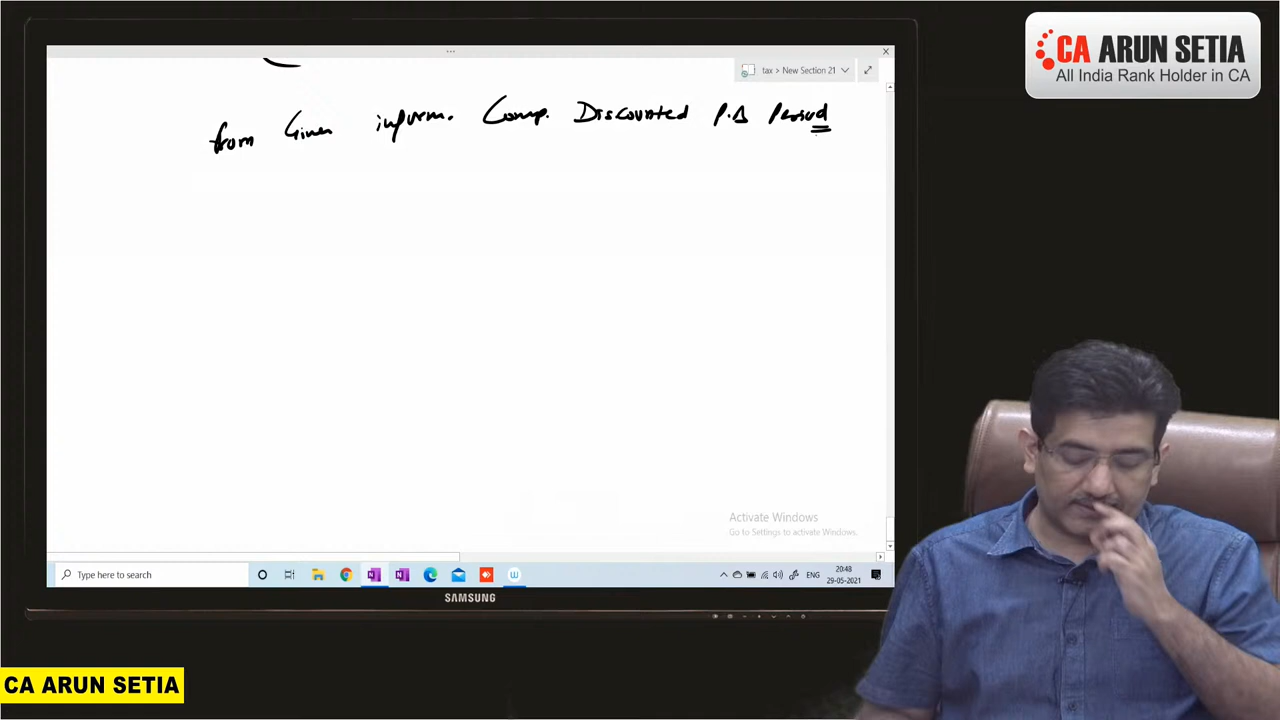 CA ARUN SETIA
All India Rank Holder in CA
tax > New Section 21
from Given inform. Comp. Discounted P.B Period
Activate Windows
Go to Settings to activate Windows.
Type here to search
ENG
20:48
29-05-2021
SAMSUNG
CA ARUN SETIA